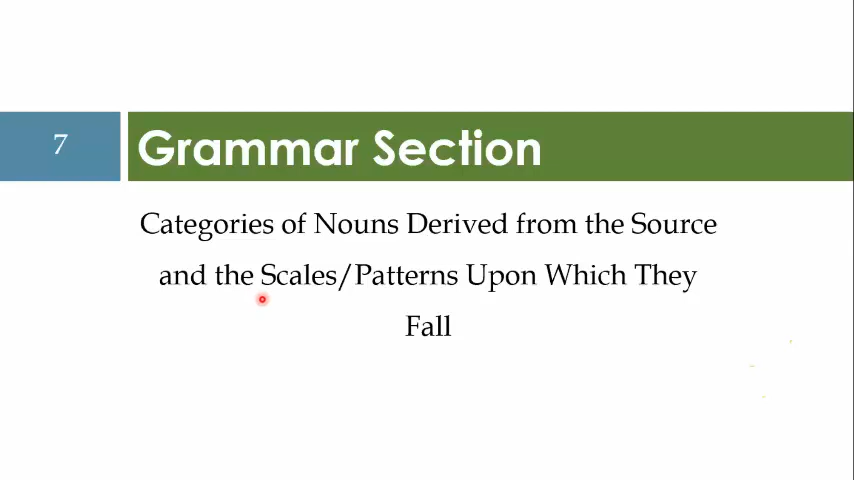 7
Grammar Section
Categories of Nouns Derived from the Source
and the Scales/Patterns Upon Which They
Fall